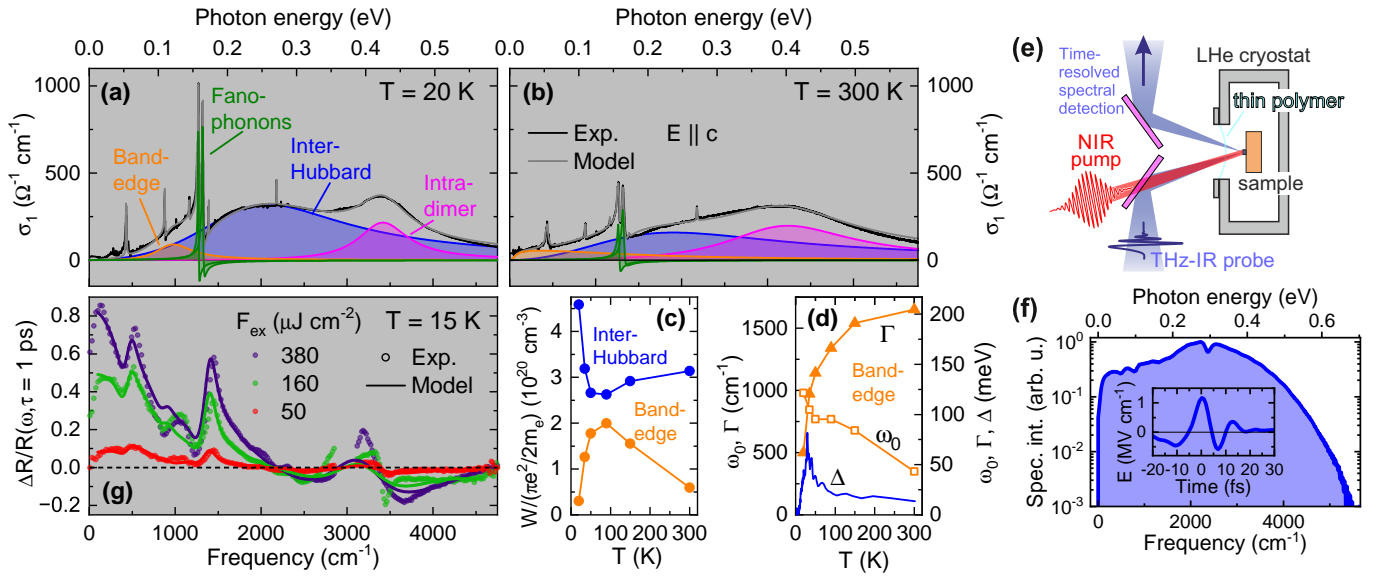 Photon energy (eV)
0.0 0.1 0.2 0.3 0.4 0.5
σ₁ (Ω⁻¹ cm⁻¹)
1000
500
0
(a)
T = 20 K
Fano-
phonons
Band-
edge
Inter-
Hubbard
Intra-
dimer
Photon energy (eV)
0.0 0.1 0.2 0.3 0.4 0.5
(b)
T = 300 K
Exp. E || c
Model
1000
500
0
σ₁ (Ω⁻¹ cm⁻¹)
(e)
Time-
resolved
spectral
detection
LHe cryostat
thin polymer
NIR
pump
sample
THz-IR probe
ΔR/R(ω,τ = 1 ps)
0.8
0.6
0.4
0.2
0.0
-0.2
F_ex (μJ cm⁻²)
T = 15 K
380
160
50
Exp.
Model
(g)
0 1000 2000 3000 4000
Frequency (cm⁻¹)
(c)
W/(πe²/2mₑ) (10²⁰ cm⁻³)
4
2
0
Inter-
Hubbard
Band-
edge
0 100 200 300
T (K)
(d)
ω₀, Γ, Δ (cm⁻¹)
1500
1000
500
0
Γ
Band-
edge
ω₀
Δ
200
150
100
50
0
ω₀, Γ, Δ (meV)
0 100 200 300
T (K)
(f)
Photon energy (eV)
0.0 0.2 0.4 0.6
Spec. int. (arb. u.)
10⁰
10⁻¹
10⁻²
10⁻³
E (MV cm⁻¹)
1
0
-20 -10 0 10 20 30
Time (fs)
0 2000 4000
Frequency (cm⁻¹)